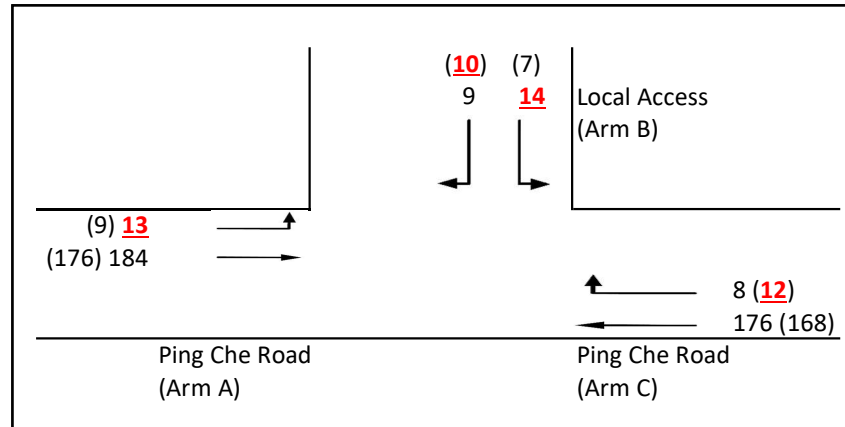 (10) (7)
9 14
Local Access
(Arm B)
(9) 13
(176) 184
8 (12)
176 (168)
Ping Che Road
(Arm A)
Ping Che Road
(Arm C)